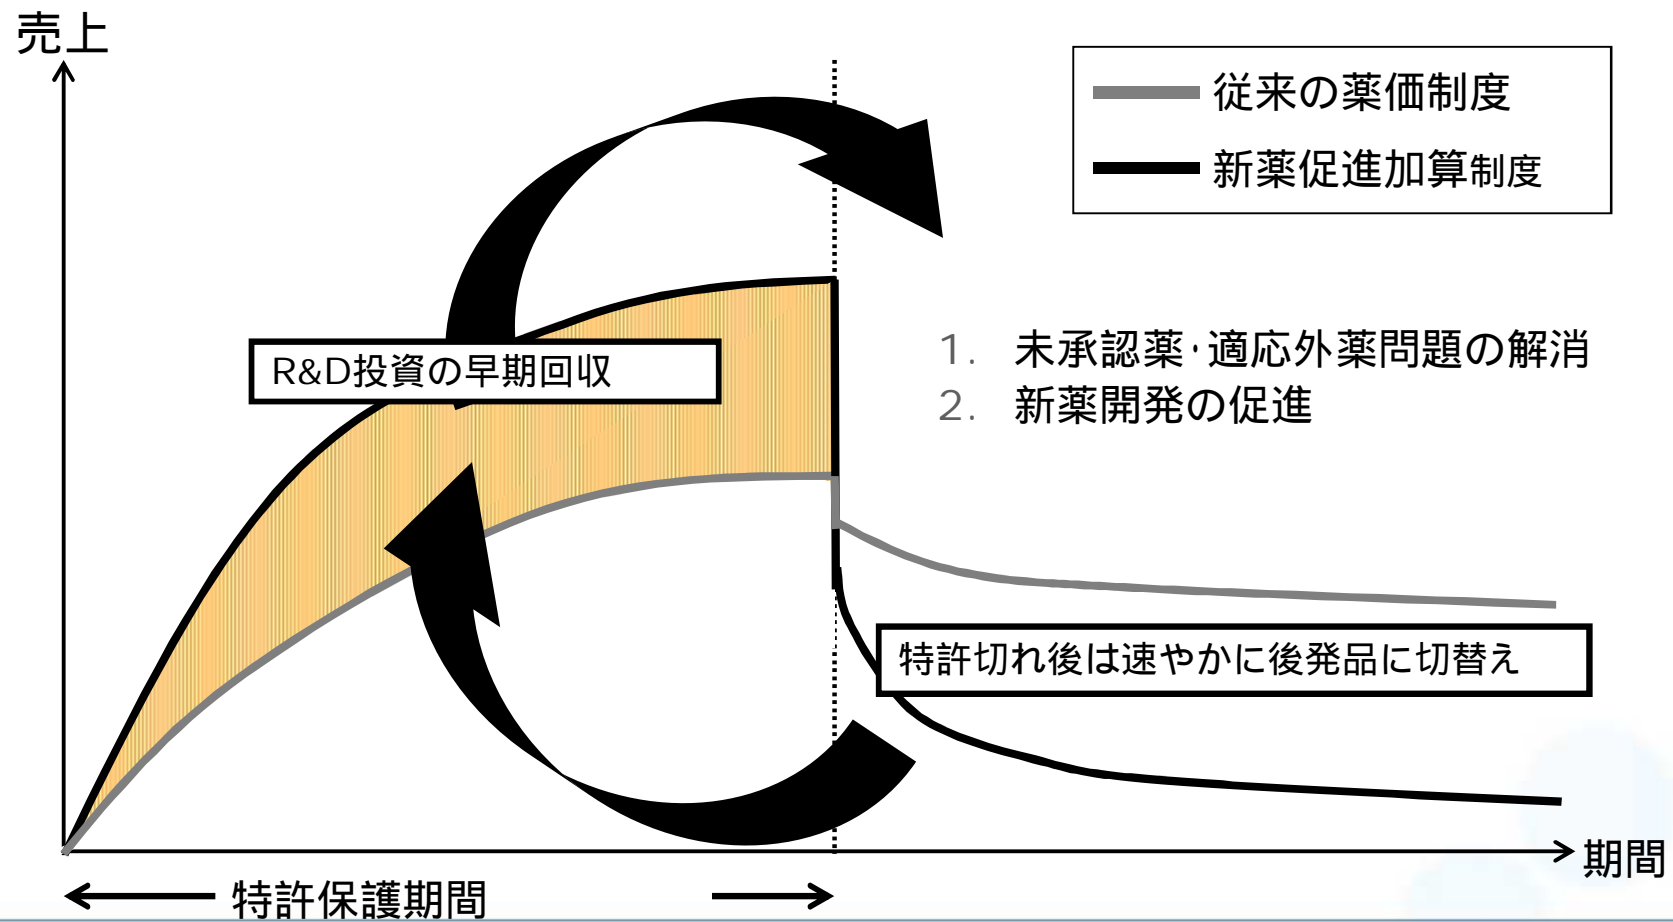 売上
従来の薬価制度
新薬促進加算制度
R&D投資の早期回収
1. 未承認薬･適応外薬問題の解消
2. 新薬開発の促進
特許切れ後は速やかに後発品に切替え
期間
特許保護期間